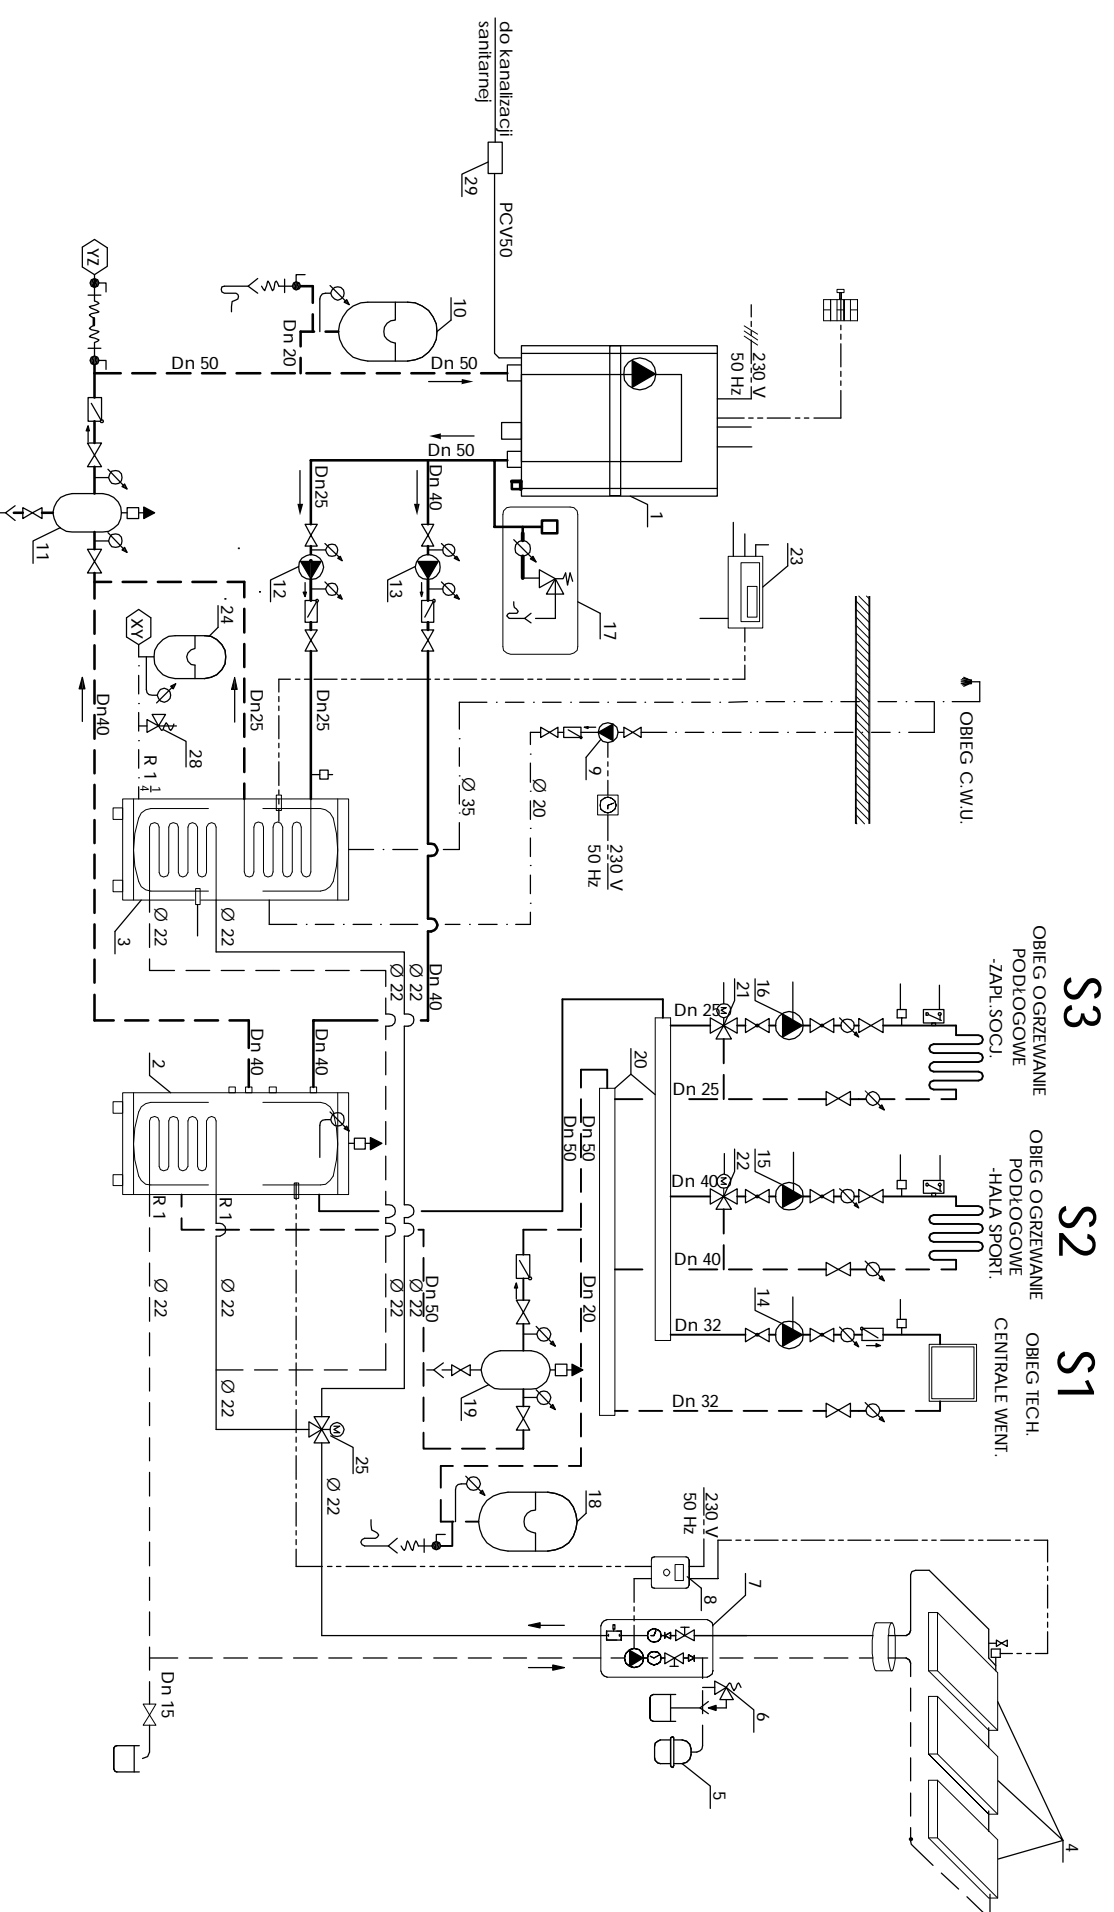 S3
OBIEG OGRZEWANIE
PODŁOGOWE
-ZAPL.SOCJ.
S2
OBIEG OGRZEWANIE
PODŁOGOWE
-HALA SPORT.
S1
OBIEG TECH.
CENTRALE WENT.
OBIEG C.W.U.
4
23
16
21
Dn 25
Dn 25
15
22
Dn 40
Dn 40
14
Dn 32
Dn 32
M
M
20
230 V
50 Hz
1
17
9
230 V
50 Hz
230 V
50 Hz
8
7
6
5
do kanalizacji
sanitarnej
29
PCV50
10
Dn 20
Dn 50
Dn 50
Dn 50
Dn 40
Dn25
13
12
Ø 35
Ø 20
Dn 50
Dn 50
Dn 20
18
19
Dn 50
Dn 40
Ø 22
Ø 22
Ø 22
Ø 22
Dn25
Dn25
24
XY
28
R 1 1/4
Dn40
11
YZ
3
Ø 22
Ø 22
Dn 40
Dn 40
2
R 1
R 1
Ø 22
Ø 22
Ø 22
M
25
Ø 22
Dn 15